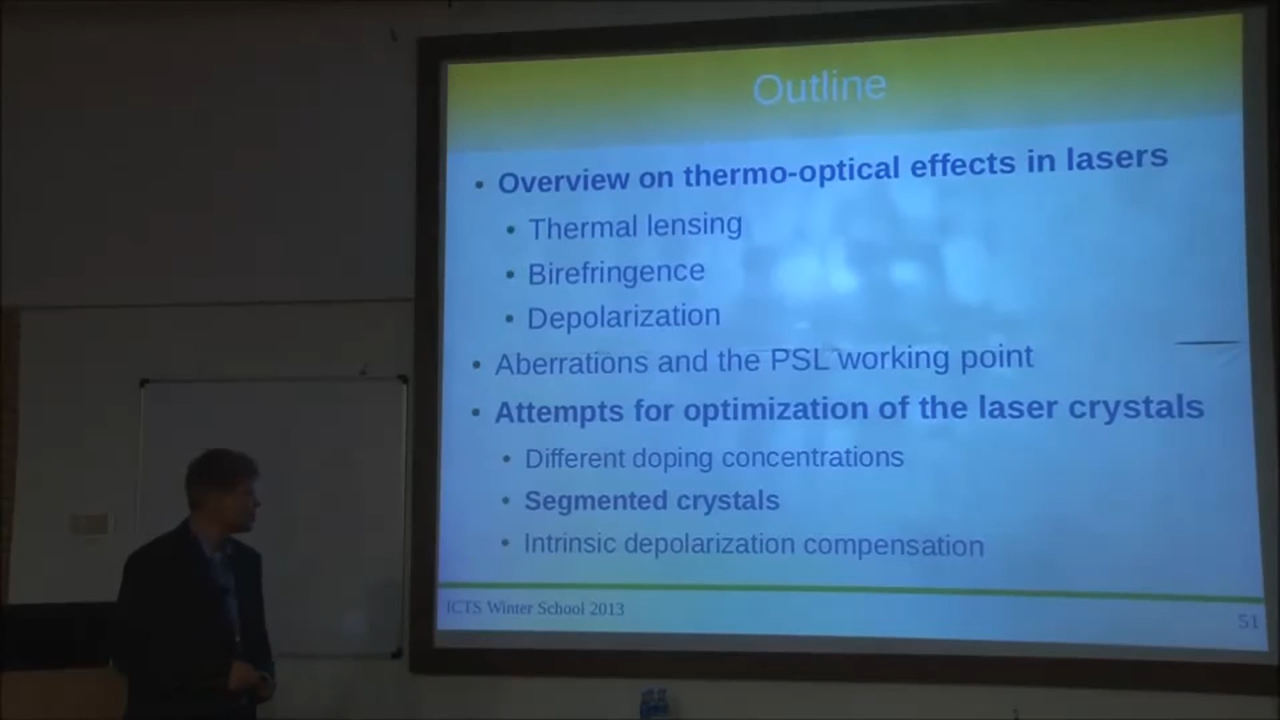 Outline
• Overview on thermo-optical effects in lasers
• Thermal lensing
• Birefringence
• Depolarization
• Aberrations and the PSL working point
• Attempts for optimization of the laser crystals
• Different doping concentrations
• Segmented crystals
• Intrinsic depolarization compensation
ICTS Winter School 2013
51